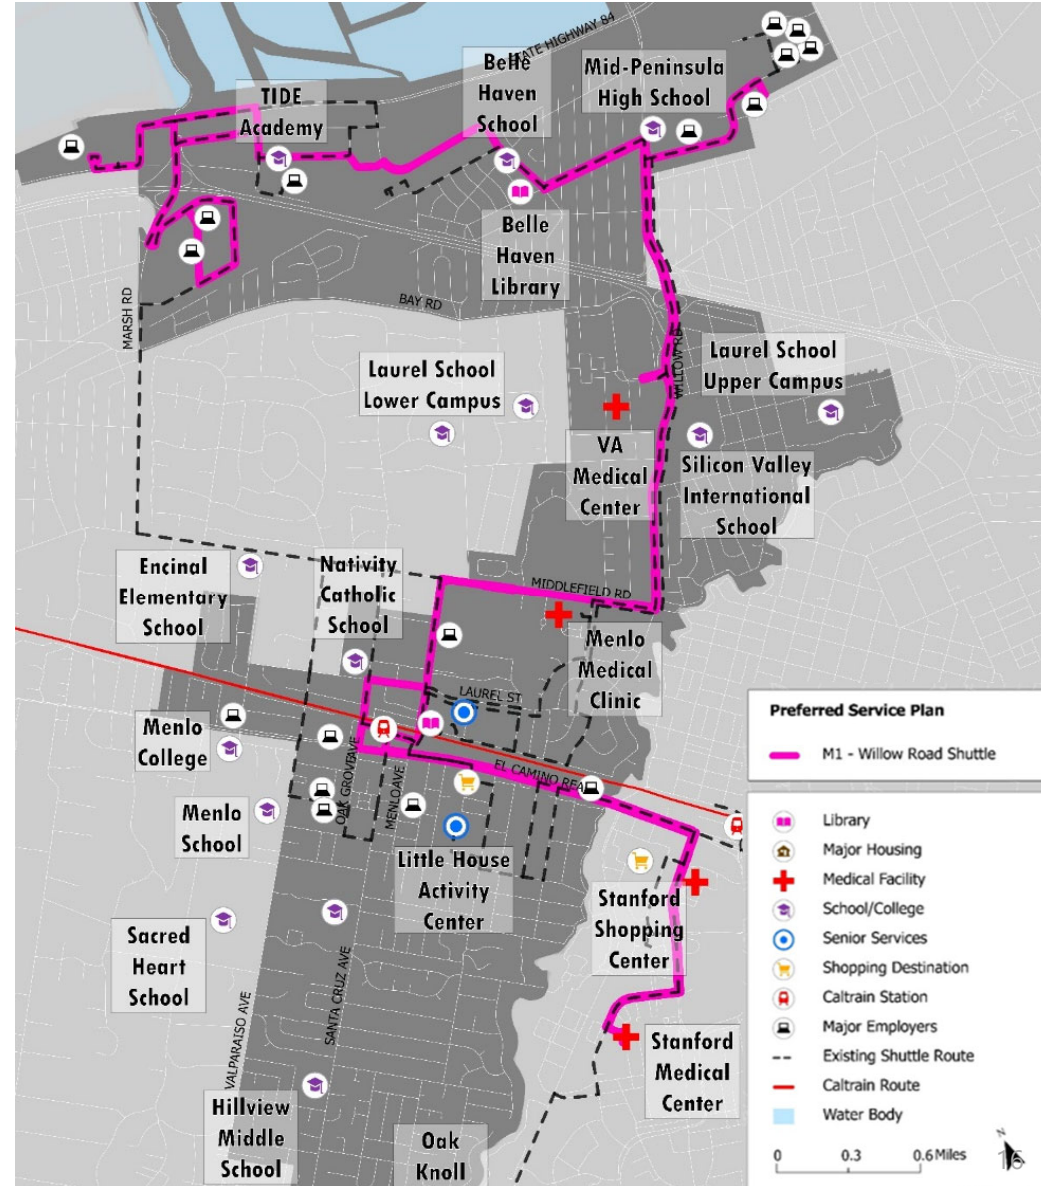 STATE HIGHWAY 84
Belle
Haven
School
Mid-Peninsula
High School
TIDE
Academy
Belle
Haven
Library
MARSH RD
BAY RD
WILLOW RD
Laurel School
Lower Campus
Laurel School
Upper Campus
VA
Medical
Center
Silicon Valley
International
School
Encinal
Elementary
School
Nativity
Catholic
School
MIDDLEFIELD RD
Menlo
Medical
Clinic
LAUREL ST
Menlo
College
OAK GROVE AVE
MENLO AVE
EL CAMINO REA
Menlo
School
Little House
Activity
Center
Stanford
Shopping
Center
Sacred
Heart
School
SANTA CRUZ AVE
VALPARAISO AVE
Stanford
Medical
Center
Hillview
Middle
School
Oak
Knoll
Preferred Service Plan
M1 - Willow Road Shuttle
Library
Major Housing
Medical Facility
School/College
Senior Services
Shopping Destination
Caltrain Station
Major Employers
Existing Shuttle Route
Caltrain Route
Water Body
0 0.3 0.6 Miles
N